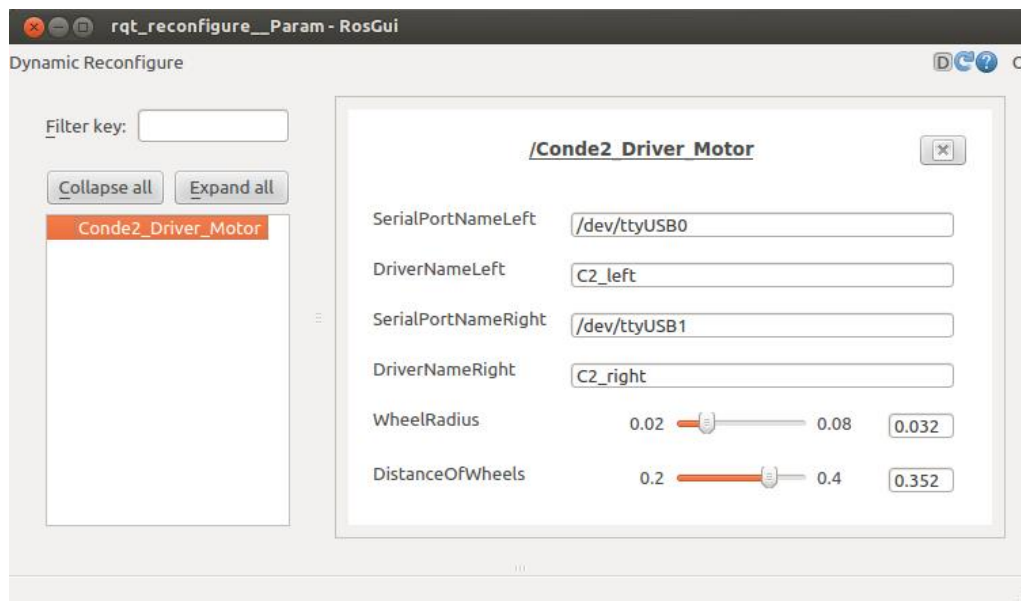 rqt_reconfigure__Param - RosGui
Dynamic Reconfigure
D
?
C
Filter key:
Collapse all Expand all
Conde2_Driver_Motor
/Conde2_Driver_Motor
SerialPortNameLeft /dev/ttyUSB0
DriverNameLeft C2_left
SerialPortNameRight /dev/ttyUSB1
DriverNameRight C2_right
WheelRadius 0.02 0.08 0.032
DistanceOfWheels 0.2 0.4 0.352